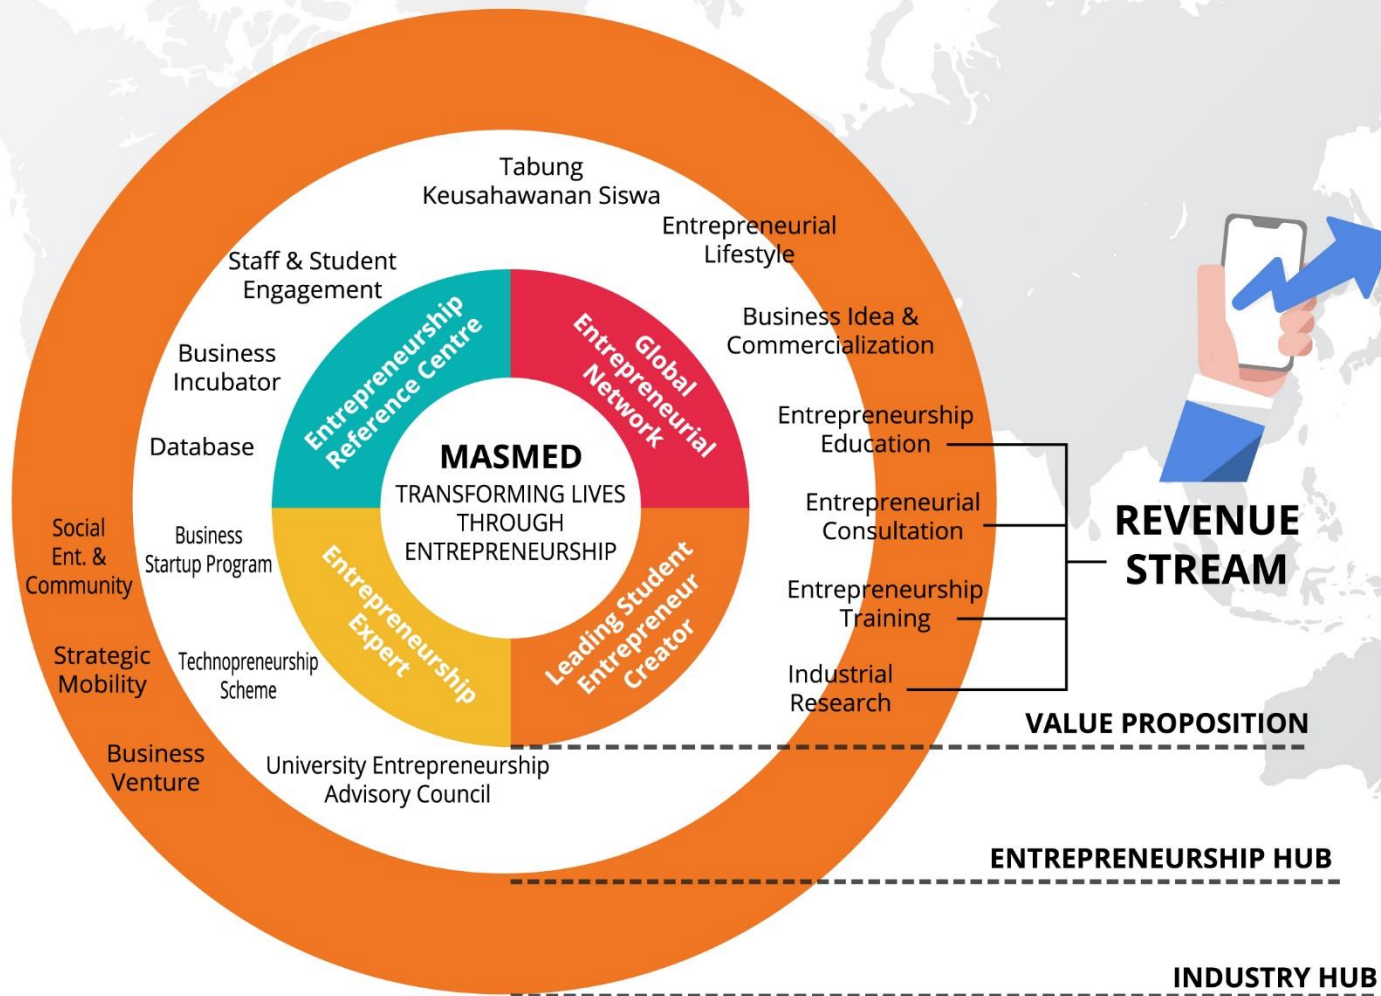 Tabung
Keusahawanan Siswa
Entrepreneurial
Lifestyle
Staff & Student
Engagement
Business Idea &
Commercialization
Business
Incubator
Entrepreneurship
Reference Centre
Global
Entrepreneurial
Network
Database
Entrepreneurship
Education
MASMED
TRANSFORMING LIVES
THROUGH
ENTREPRENEURSHIP
Entrepreneurial
Consultation
REVENUE
STREAM
Social
Ent. &
Community
Business
Startup Program
Entrepreneurship
Expert
Leading Student
Entrepreneur
Creator
Entrepreneurship
Training
Strategic
Mobility
Technopreneurship
Scheme
Industrial
Research
VALUE PROPOSITION
Business
Venture
University Entrepreneurship
Advisory Council
ENTREPRENEURSHIP HUB
INDUSTRY HUB